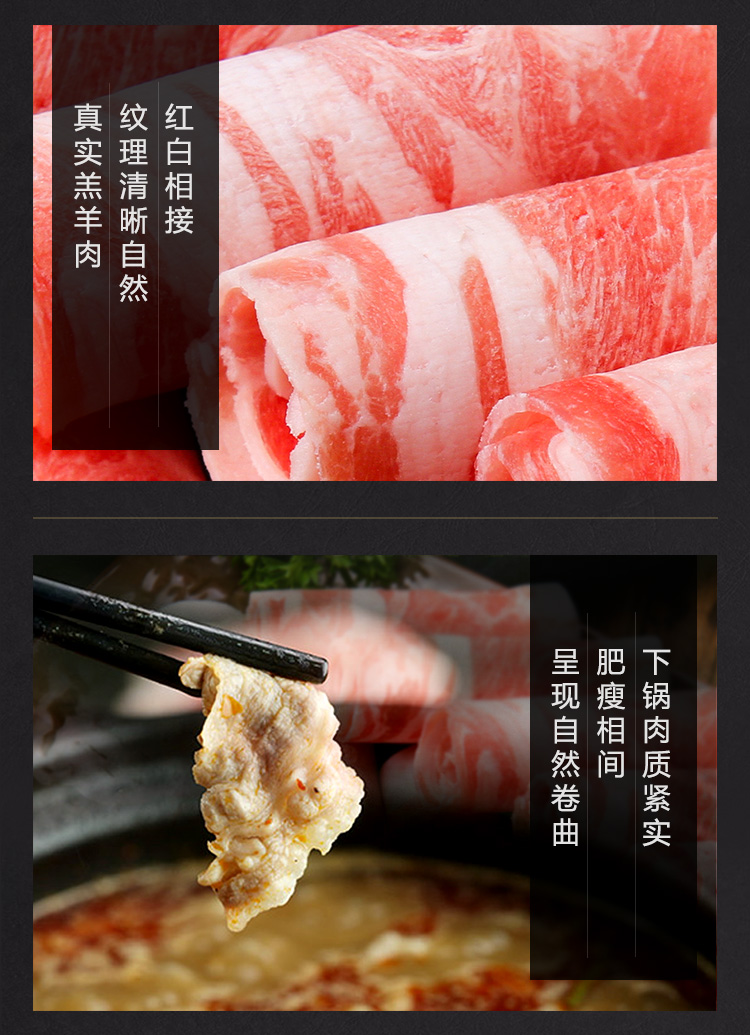 红白相接
纹理清晰自然
真实羔羊肉
下锅肉质紧实
肥瘦相间
呈现自然卷曲